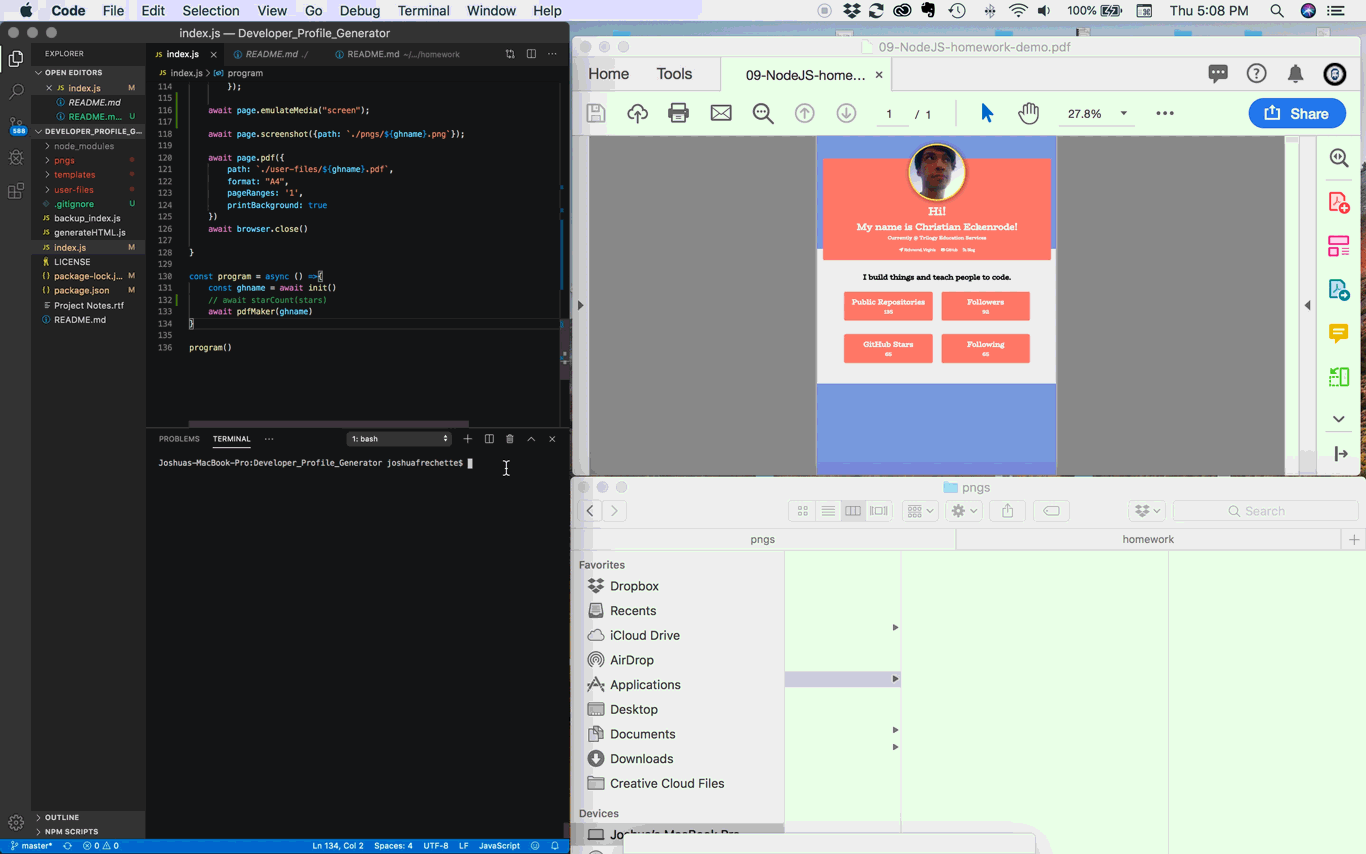 Code File Edit Selection View Go Debug Terminal Window Help 100% Thu 5:08 PM
index.js — Developer_Profile_Generator
EXPLORER
OPEN EDITORS
index.js M
README.md
README.m... U
DEVELOPER_PROFILE_G...
node_modules
pngs
templates
user-files
.gitignore U
backup_index.js
generateHTML.js
index.js M
LICENSE
package-lock.j... M
package.json M
Project Notes.rtf
README.md
OUTLINE
NPM SCRIPTS
586
index.js README.md ./ README.md ~/.../homework
index.js > program
114 });
115
116 await page.emulateMedia("screen");
117
118 await page.screenshot({path: `./pngs/${ghname}.png`});
119
120 await page.pdf({
121 path: `./user-files/${ghname}.pdf`,
122 format: "A4",
123 pageRanges: '1',
124 printBackground: true
125 })
126 await browser.close()
127
128 }
129
130 const program = async () =>{
131 const ghname = await init()
132 // await starCount(stars)
133 await pdfMaker(ghname)
134 }
135
136 program()
PROBLEMS TERMINAL ... 1: bash
Joshuas-MacBook-Pro:Developer_Profile_Generator joshuafrechette$
master* 0 0 Ln 134, Col 2 Spaces: 4 UTF-8 LF JavaScript
09-NodeJS-homework-demo.pdf
Home Tools 09-NodeJS-home... ×
1 / 1 27.8% Share
Hi!
My name is Christian Eckenrode!
Currently @ Trilogy Education Services
GitHub Blog
I build things and teach people to code.
Public Repositories Followers
GitHub Stars Following
pngs
Search
pngs homework
Favorites
Dropbox
Recents
iCloud Drive
AirDrop
Applications
Desktop
Documents
Downloads
Creative Cloud Files
Devices
Joshua's MacBook Pro